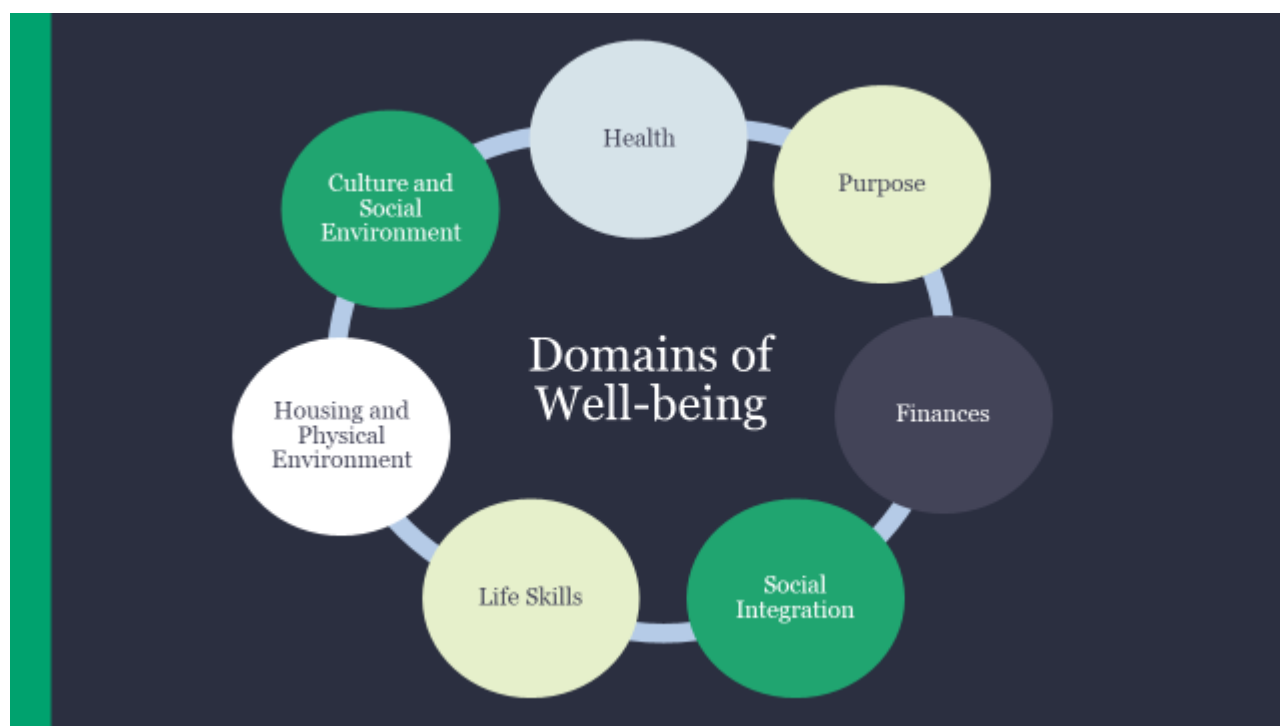 Health
Purpose
Finances
Social
Integration
Life Skills
Housing and
Physical
Environment
Culture and
Social
Environment
Domains of
Well-being